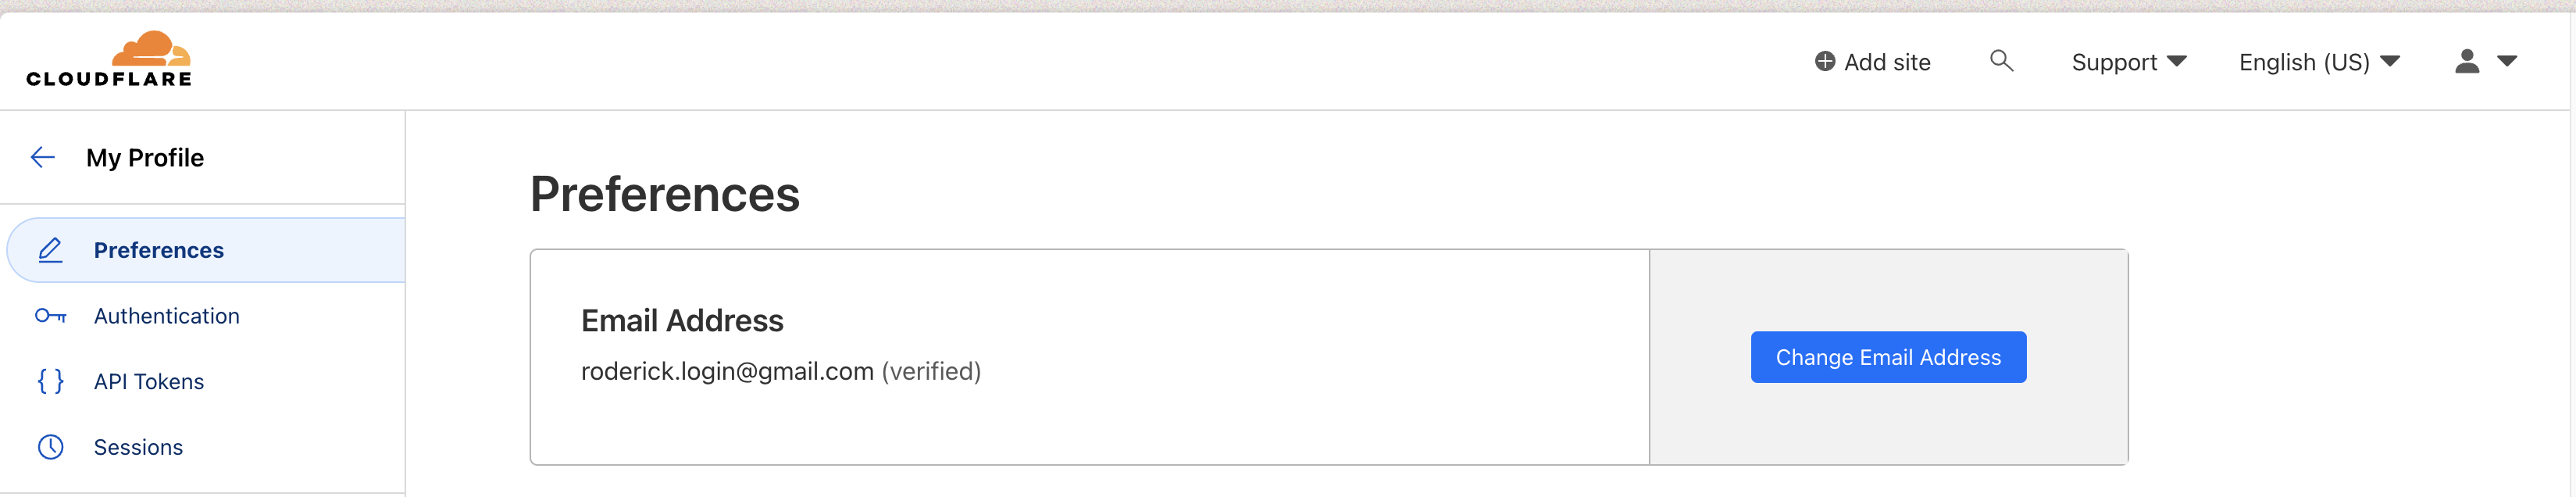 CLOUDFLARE
Add site
Support
English (US)
My Profile
Preferences
Authentication
API Tokens
Sessions
Preferences
Email Address
roderick.login@gmail.com (verified)
Change Email Address